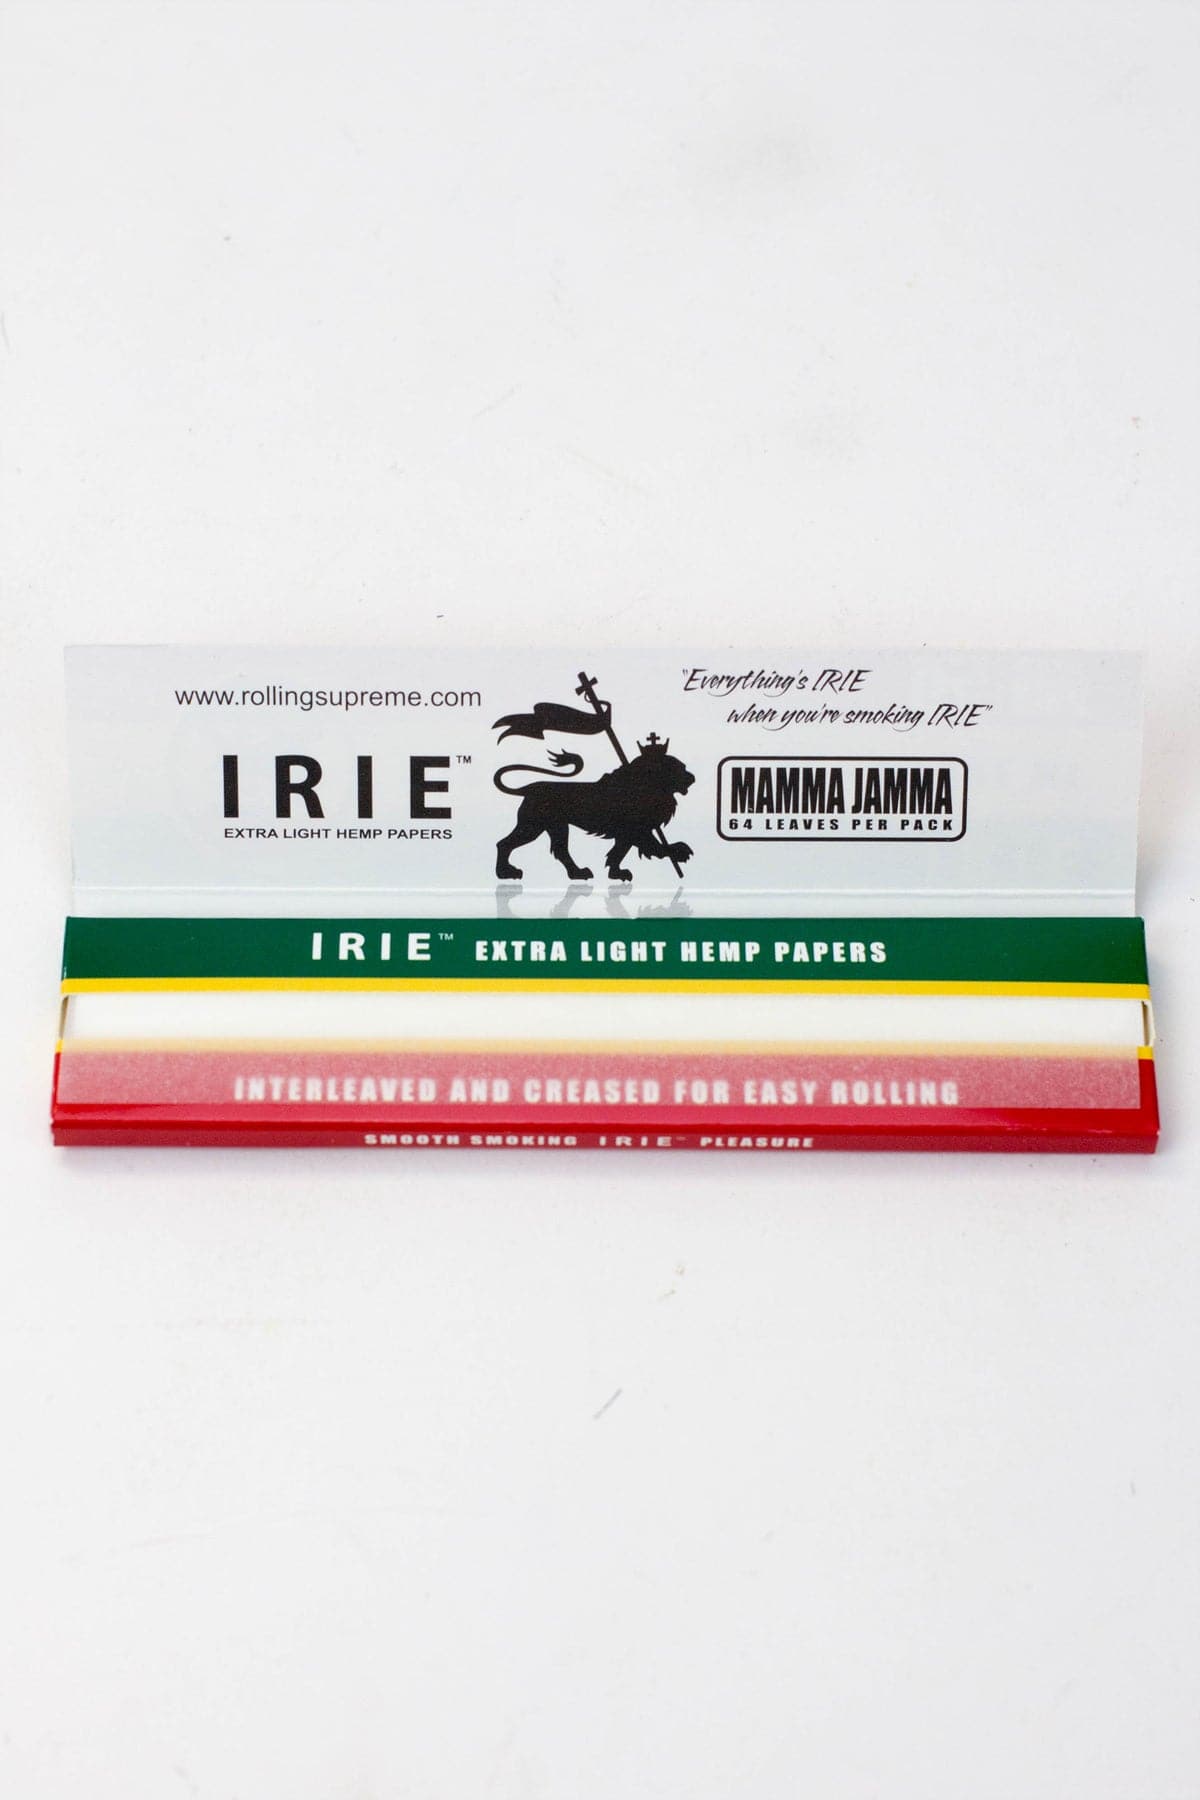 www.rollingsupreme.com
"Everything's IRIE
when you're smoking IRIE"
IRIE™
EXTRA LIGHT HEMP PAPERS
MAMMA JAMMA
64 LEAVES PER PACK
IRIE™ EXTRA LIGHT HEMP PAPERS
INTERLEAVED AND CREASED FOR EASY ROLLING
SMOOTH SMOKING IRIE™ PLEASURE